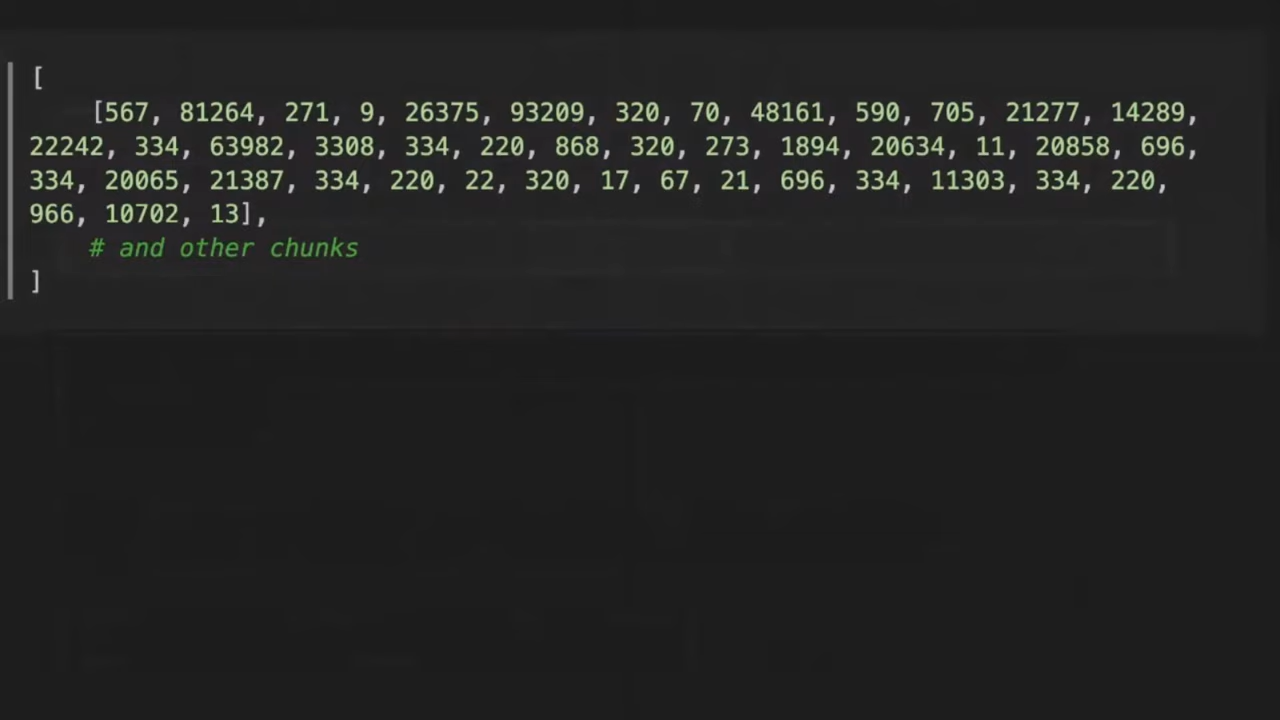 [
[567, 81264, 271, 9, 26375, 93209, 320, 70, 48161, 590, 705, 21277, 14289,
22242, 334, 63982, 3308, 334, 220, 868, 320, 273, 1894, 20634, 11, 20858, 696,
334, 20065, 21387, 334, 220, 22, 320, 17, 67, 21, 696, 334, 11303, 334, 220,
966, 10702, 13],
# and other chunks
]